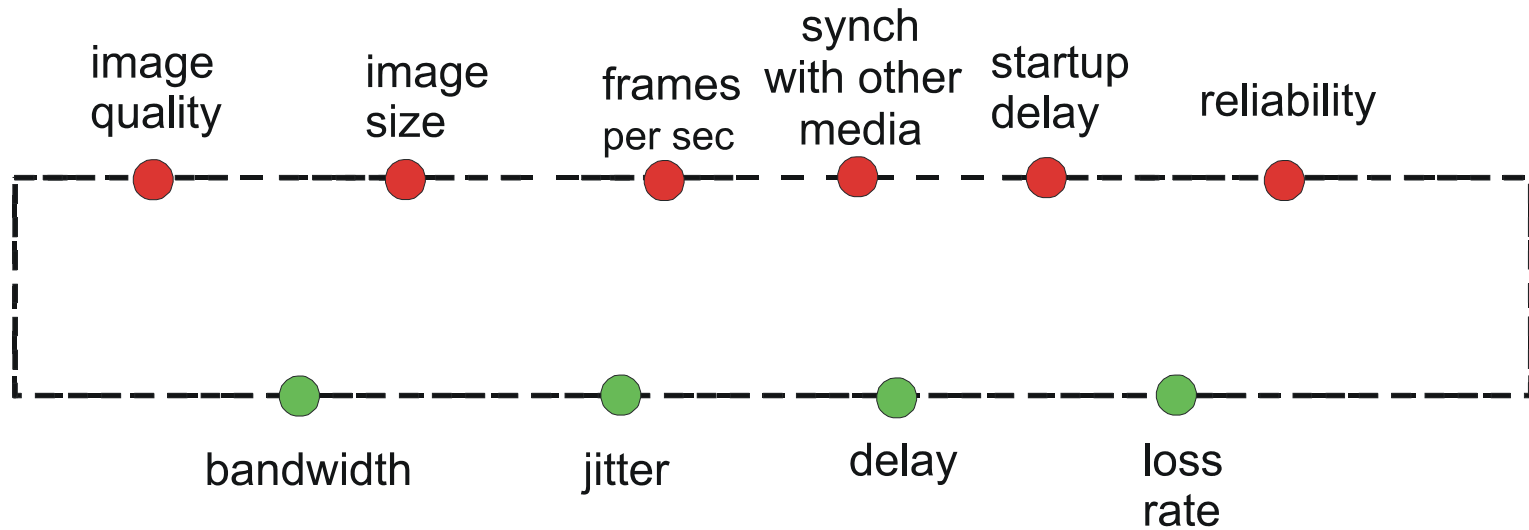 image
quality
image
size
frames
per sec
synch
with other
media
startup
delay
reliability
bandwidth
jitter
delay
loss
rate